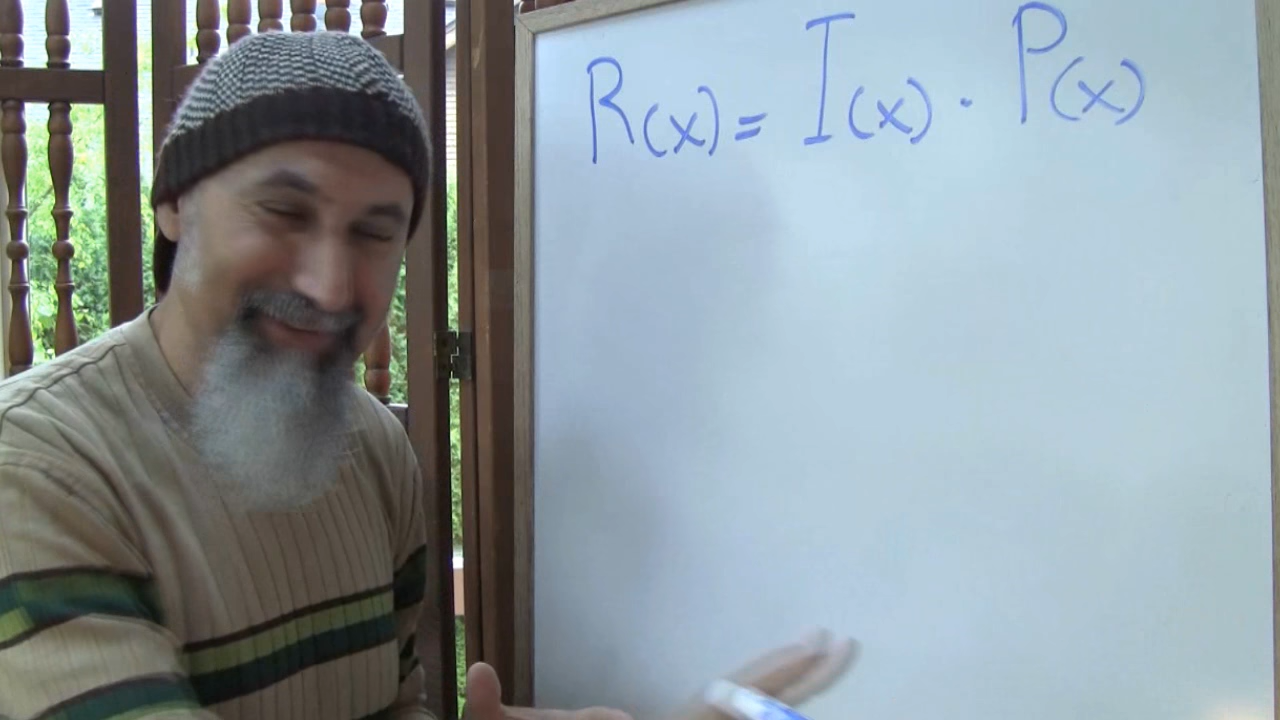 R(x) = I(x) · P(x)